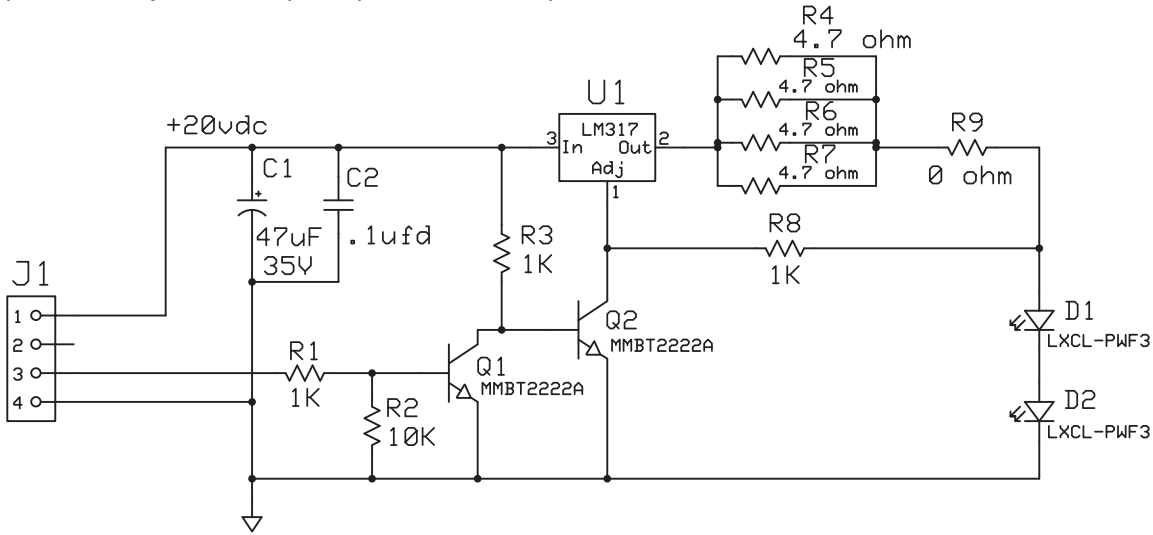 R4
4.7 ohm
R5
4.7 ohm
R6
4.7 ohm
R7
4.7 ohm
U1
LM317
3 In Out 2
Adj
1
R9
0 ohm
+20vdc
C1
+
47uF
35V
C2
.1ufd
R3
1K
R8
1K
J1
1
2
3
4
R1
1K
R2
10K
Q1
MMBT2222A
Q2
MMBT2222A
D1
LXCL-PWF3
D2
LXCL-PWF3